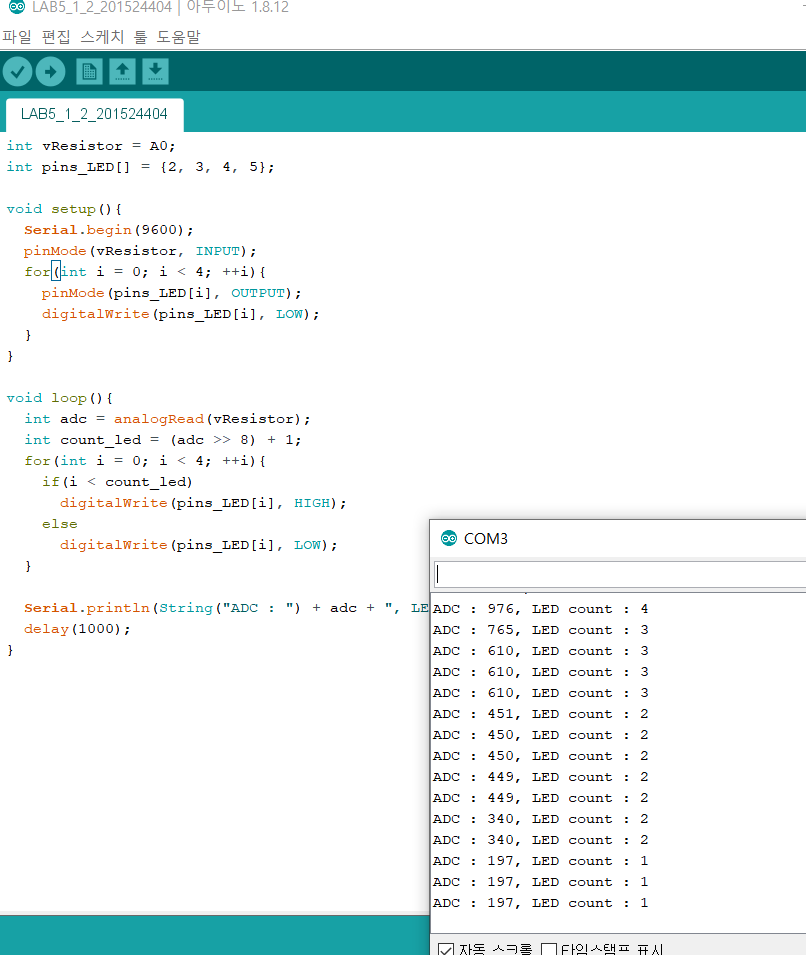 LAB5_1_2_201524404 | 아두이노 1.8.12
파일 편집 스케치 툴 도움말
LAB5_1_2_201524404
int vResistor = A0;
int pins_LED[] = {2, 3, 4, 5};
void setup(){
Serial.begin(9600);
pinMode(vResistor, INPUT);
for(int i = 0; i < 4; ++i){
pinMode(pins_LED[i], OUTPUT);
digitalWrite(pins_LED[i], LOW);
}
}
void loop(){
int adc = analogRead(vResistor);
int count_led = (adc >> 8) + 1;
for(int i = 0; i < 4; ++i){
if(i < count_led)
digitalWrite(pins_LED[i], HIGH);
else
digitalWrite(pins_LED[i], LOW);
}
Serial.println(String("ADC : ") + adc + ", LE
delay(1000);
}
COM3
ADC : 976, LED count : 4
ADC : 765, LED count : 3
ADC : 610, LED count : 3
ADC : 610, LED count : 3
ADC : 610, LED count : 3
ADC : 451, LED count : 2
ADC : 450, LED count : 2
ADC : 450, LED count : 2
ADC : 449, LED count : 2
ADC : 449, LED count : 2
ADC : 340, LED count : 2
ADC : 340, LED count : 2
ADC : 197, LED count : 1
ADC : 197, LED count : 1
ADC : 197, LED count : 1
자동 스크롤 타임스탬프 표시